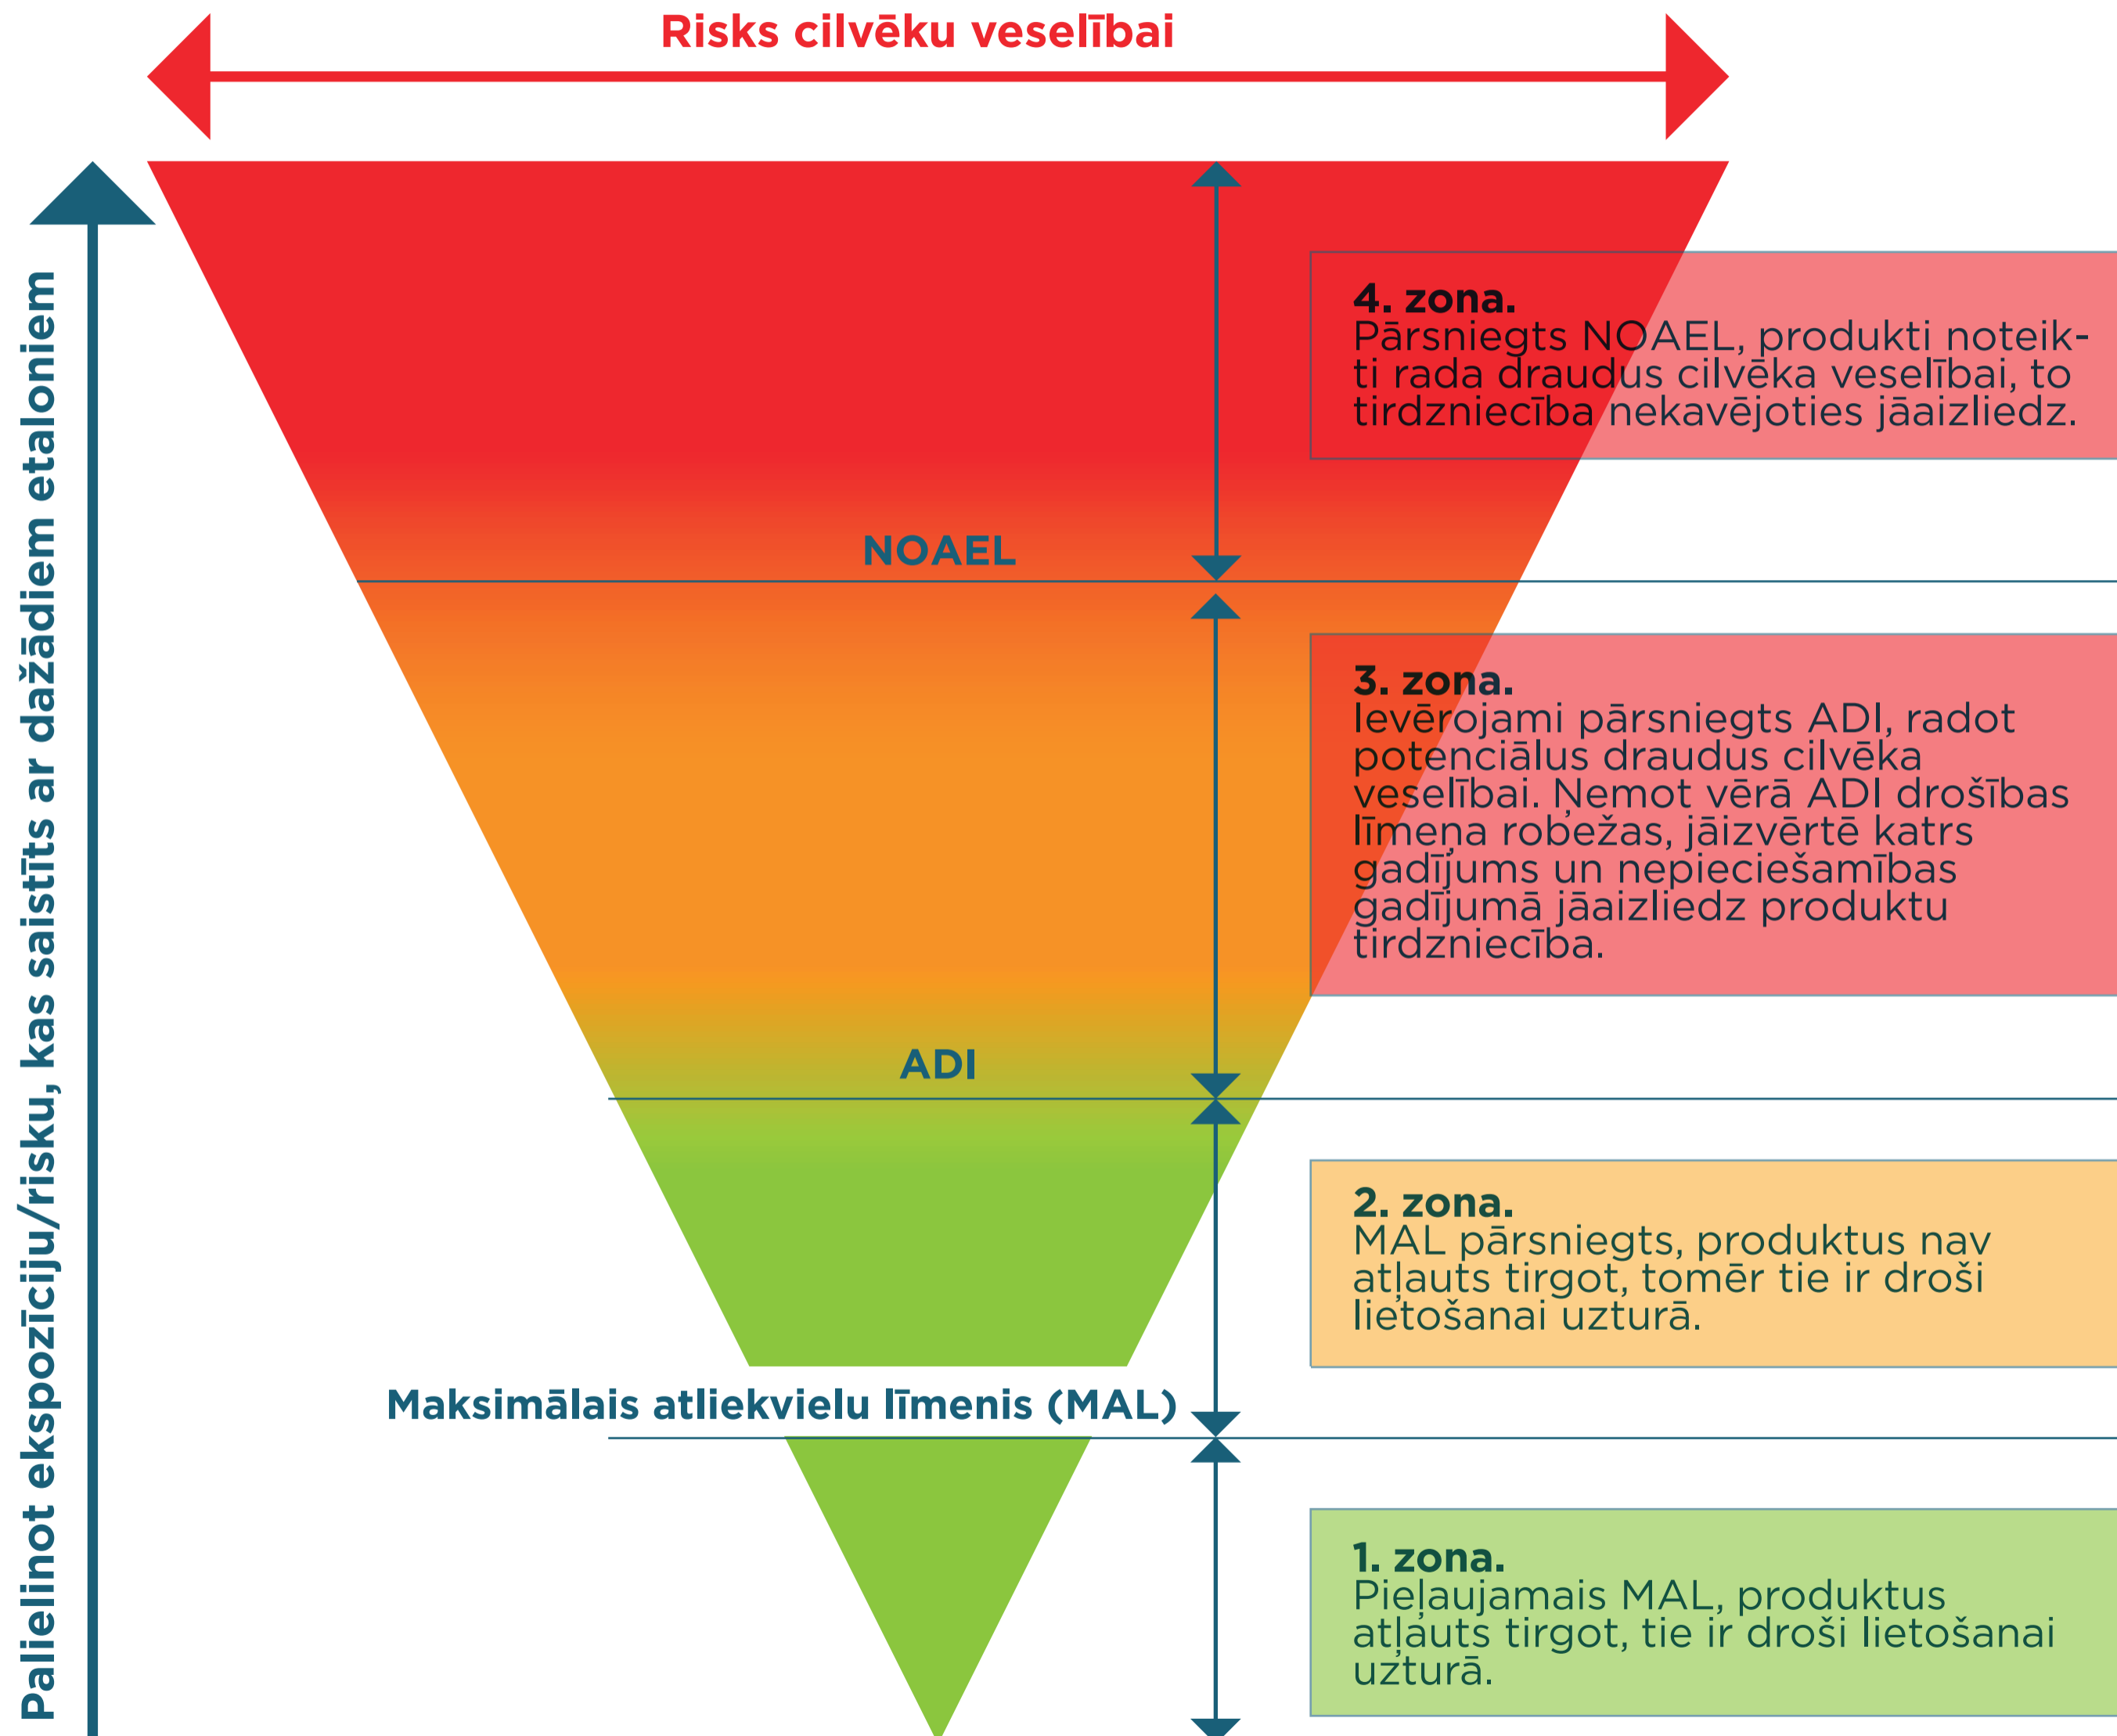 Risks cilvēku veselībai
Palielinot ekspozīciju/risku, kas saistīts ar dažādiem etaloniem
4. zona.
Pārsniegts NOAEL, produkti noteik-
ti rada draudus cilvēka veselībai, to
tirdzniecība nekavējoties jāaizliedz.
NOAEL
3. zona.
Ievērojami pārsniegts ADI, radot
potenciālus draudus cilvēka
veselībai. Ņemot vērā ADI drošības
līmeņa robežas, jāizvērtē katrs
gadījums un nepieciešamības
gadījumā jāaizliedz produktu
tirdzniecība.
ADI
2. zona.
MAL pārsniegts, produktus nav
atļauts tirgot, tomēr tie ir droši
lietošanai uzturā.
Maksimālais atliekvielu līmenis (MAL)
1. zona.
Pieļaujamais MAL, produktus
atļauts tirgot, tie ir droši lietošanai
uzturā.